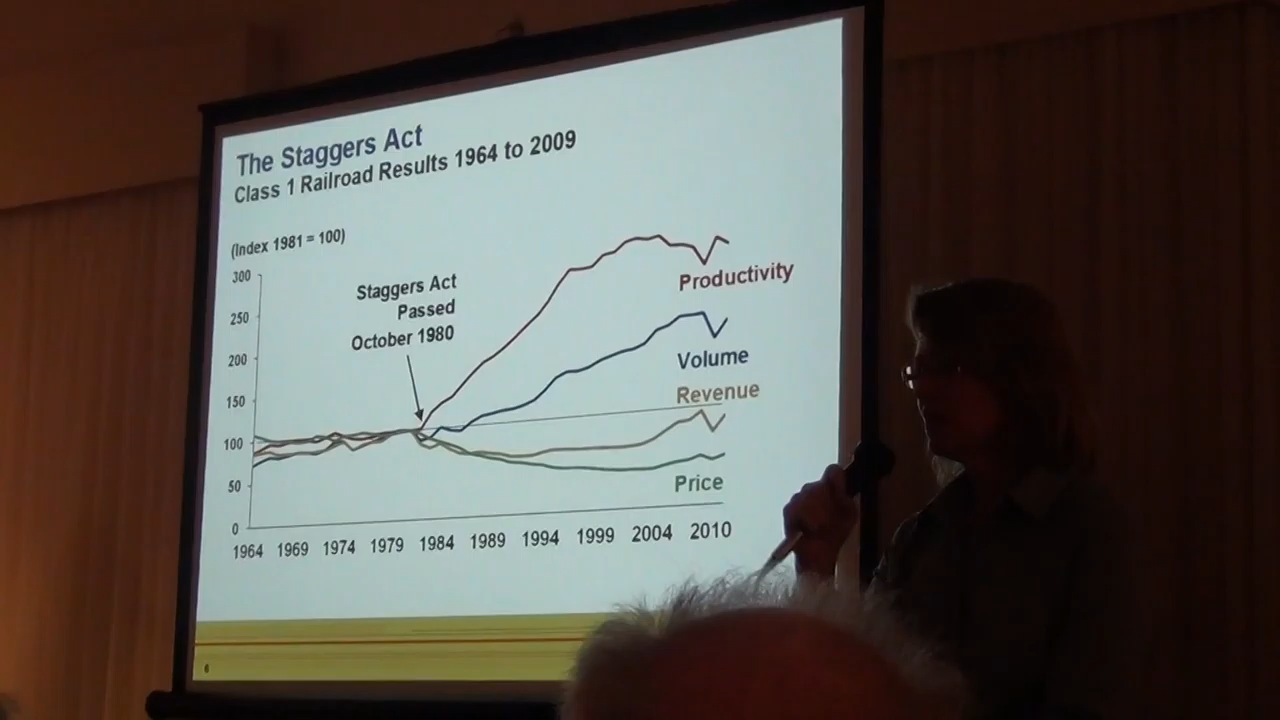 The Staggers Act
Class 1 Railroad Results 1964 to 2009
(Index 1981 = 100)
300
250
200
150
100
50
0
Staggers Act
Passed
October 1980
Productivity
Volume
Revenue
Price
1964 1969 1974 1979 1984 1989 1994 1999 2004 2010
6